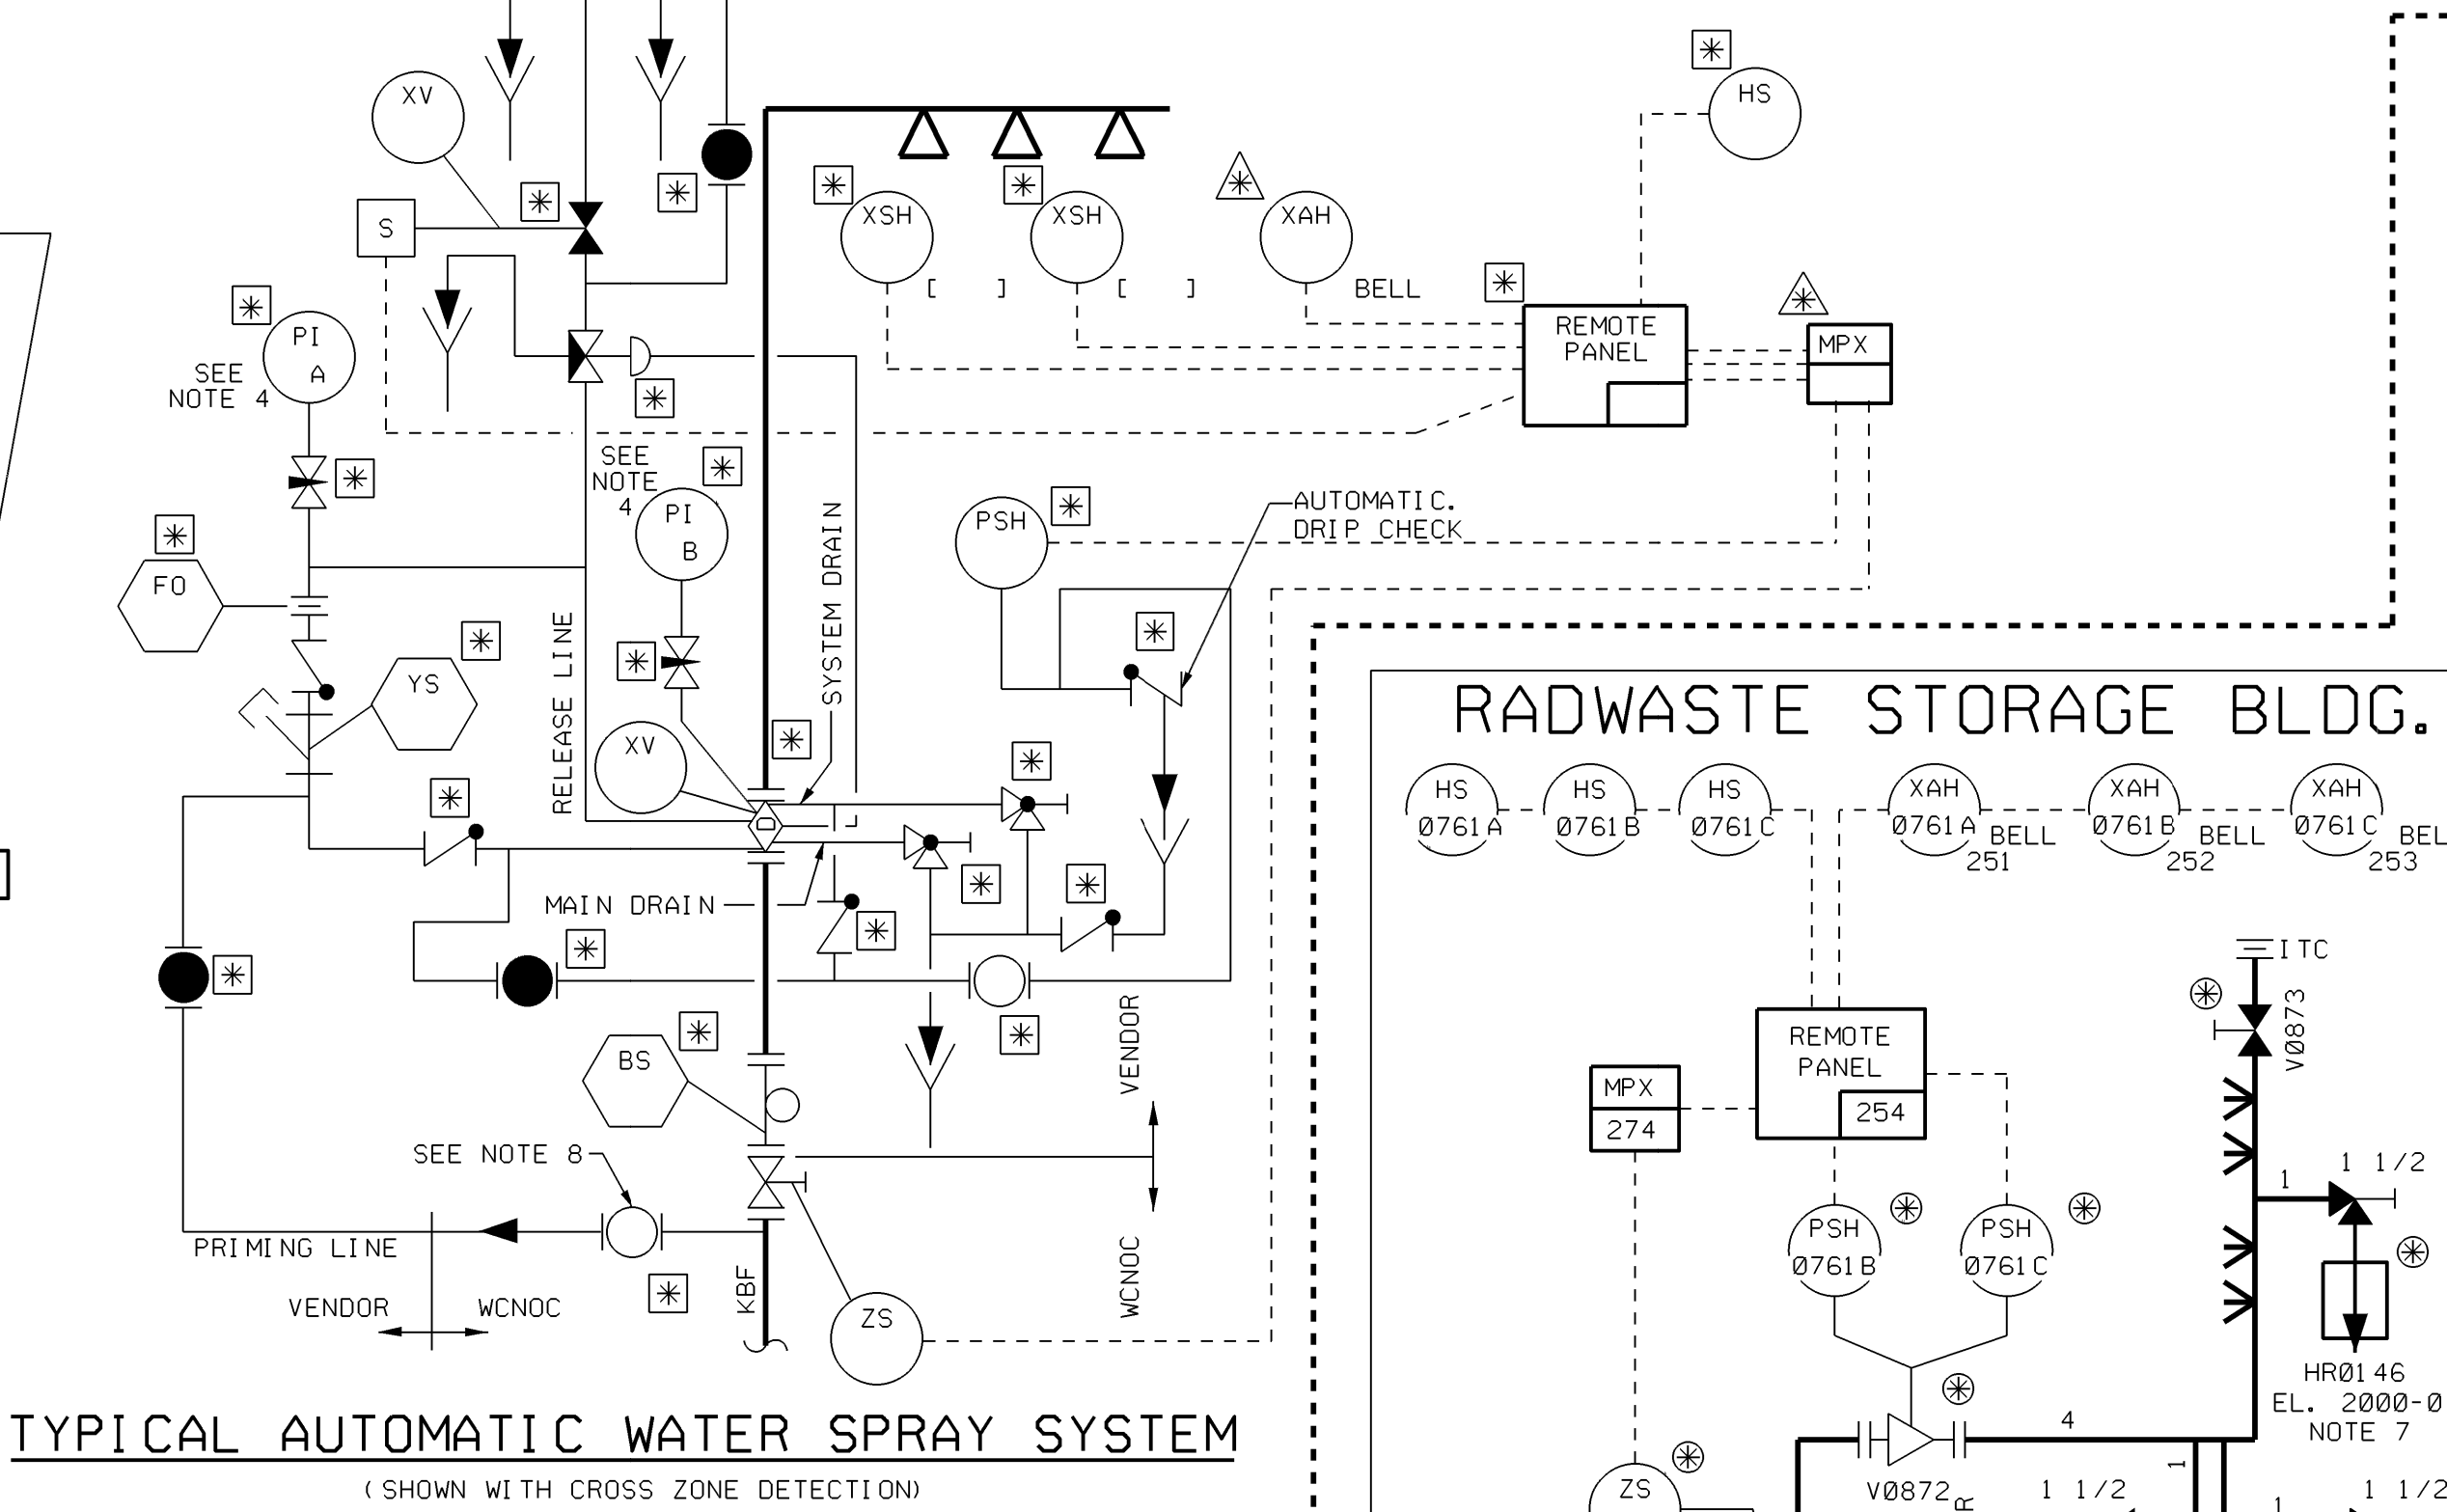 XV
HS
XSH
XSH
XAH
S
[ ]
[ ]
BELL
REMOTE
PANEL
MPX
PI
A
SEE
NOTE 4
SEE
NOTE
4
PI
B
SYSTEM DRAIN
PSH
AUTOMATIC.
DRIP CHECK
FO
YS
RELEASE LINE
XV
D
MAIN DRAIN
BS
VENDOR
SEE NOTE 8
PRIMING LINE
VENDOR
WCNOC
KBF
WCNOC
ZS
TYPICAL AUTOMATIC WATER SPRAY SYSTEM
(SHOWN WITH CROSS ZONE DETECTION)
RADWASTE STORAGE BLDG.
HS
0761A
HS
0761B
HS
0761C
XAH
0761A
BELL
251
XAH
0761B
BELL
252
XAH
0761C
BEL
253
ITC
V0873
REMOTE
PANEL
254
MPX
274
1
1 1/2
PSH
0761B
PSH
0761C
HR0146
EL. 2000-0
NOTE 7
4
1
ZS
V0872
R
1 1/2
1
1 1/2